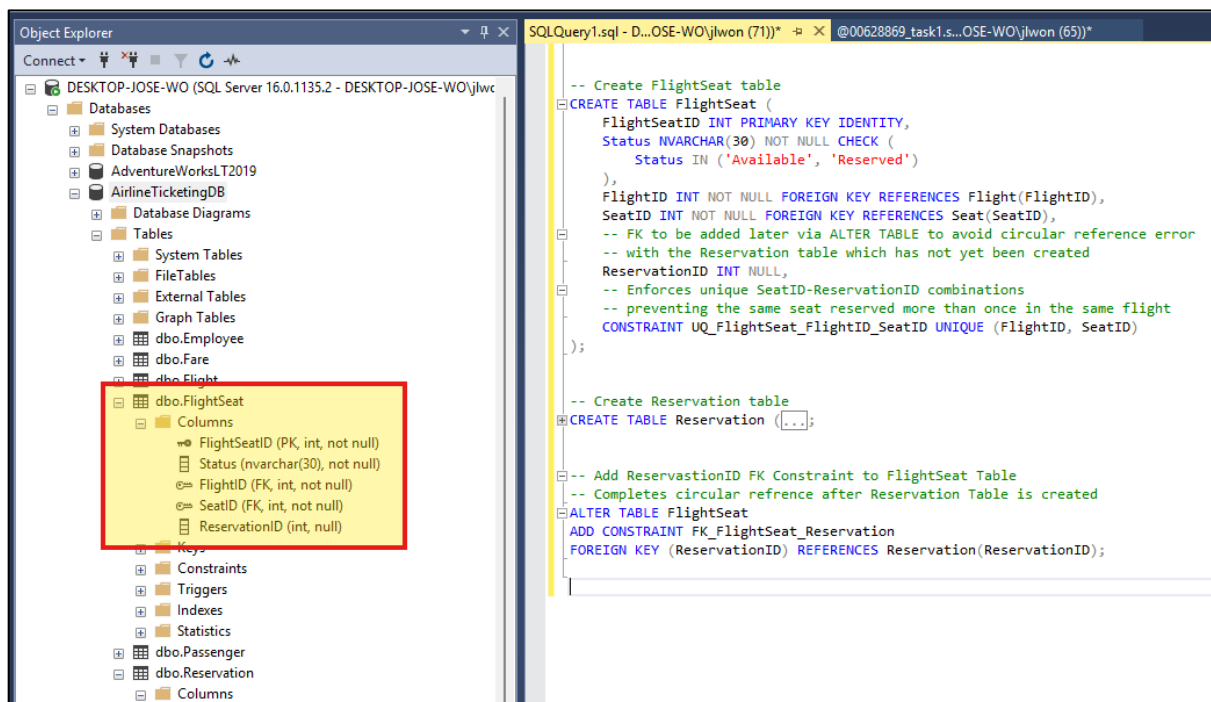 Object Explorer
Connect
DESKTOP-JOSE-WO (SQL Server 16.0.1135.2 - DESKTOP-JOSE-WO\jlwc
Databases
System Databases
Database Snapshots
AdventureWorksLT2019
AirlineTicketingDB
Database Diagrams
Tables
System Tables
FileTables
External Tables
Graph Tables
dbo.Employee
dbo.Fare
dbo.Flight
dbo.FlightSeat
Columns
FlightSeatID (PK, int, not null)
Status (nvarchar(30), not null)
FlightID (FK, int, not null)
SeatID (FK, int, not null)
ReservationID (int, null)
Keys
Constraints
Triggers
Indexes
Statistics
dbo.Passenger
dbo.Reservation
Columns
SQLQuery1.sql - D...OSE-WO\jlwon (71))*
@00628869_task1.s...OSE-WO\jlwon (65))*
-- Create FlightSeat table
CREATE TABLE FlightSeat (
FlightSeatID INT PRIMARY KEY IDENTITY,
Status NVARCHAR(30) NOT NULL CHECK (
Status IN ('Available', 'Reserved')
),
FlightID INT NOT NULL FOREIGN KEY REFERENCES Flight(FlightID),
SeatID INT NOT NULL FOREIGN KEY REFERENCES Seat(SeatID),
-- FK to be added later via ALTER TABLE to avoid circular reference error
-- with the Reservation table which has not yet been created
ReservationID INT NULL,
-- Enforces unique SeatID-ReservationID combinations
-- preventing the same seat reserved more than once in the same flight
CONSTRAINT UQ_FlightSeat_FlightID_SeatID UNIQUE (FlightID, SeatID)
);
-- Create Reservation table
CREATE TABLE Reservation (...;
-- Add ReservastionID FK Constraint to FlightSeat Table
-- Completes circular refrence after Reservation Table is created
ALTER TABLE FlightSeat
ADD CONSTRAINT FK_FlightSeat_Reservation
FOREIGN KEY (ReservationID) REFERENCES Reservation(ReservationID);